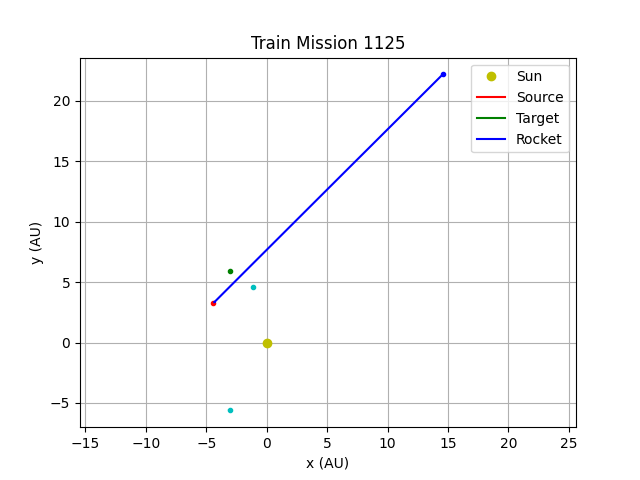 Train Mission 1125
Sun
Source
Target
Rocket
20
15
10
5
0
−5
y (AU)
−15 −10 −5 0 5 10 15 20 25
x (AU)